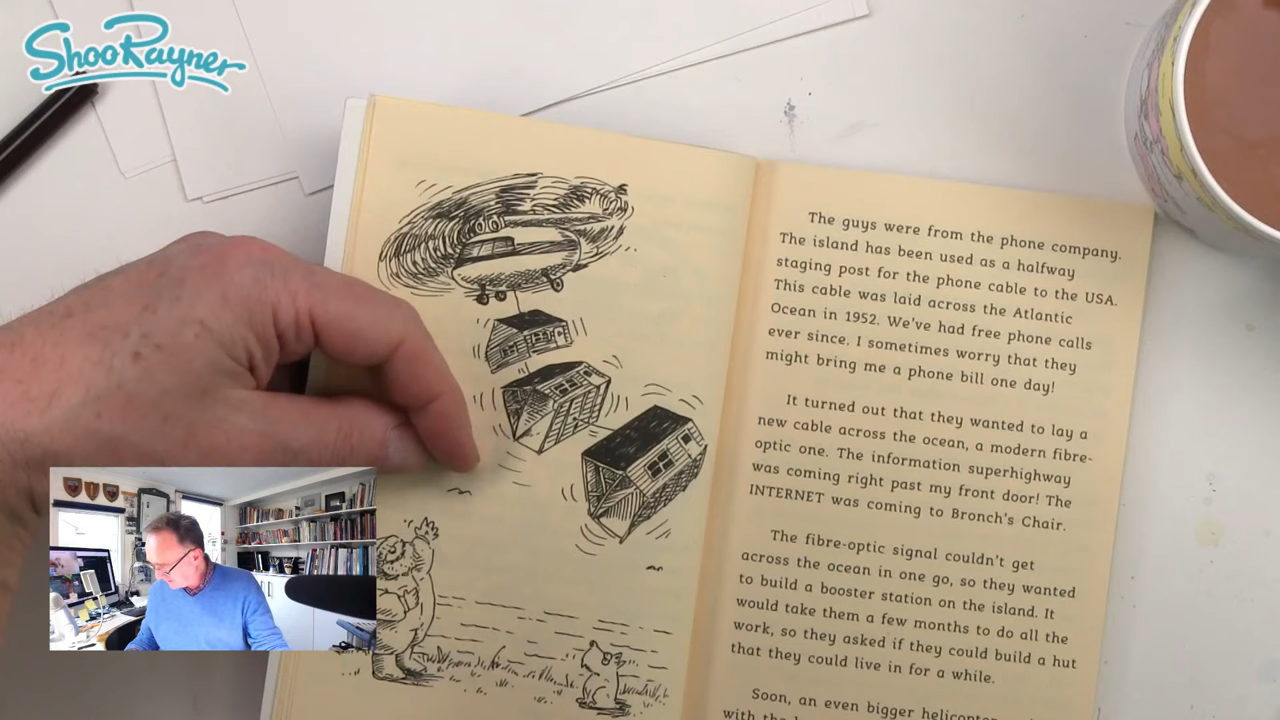 ShooRayner
The guys were from the phone company.
The island has been used as a halfway
staging post for the phone cable to the USA.
This cable was laid across the Atlantic
Ocean in 1952. We've had free phone calls
ever since. I sometimes worry that they
might bring me a phone bill one day!
It turned out that they wanted to lay a
new cable across the ocean, a modern fibre-
optic one. The information superhighway
was coming right past my front door! The
INTERNET was coming to Bronch's Chair.
The fibre-optic signal couldn't get
across the ocean in one go, so they wanted
to build a booster station on the island. It
would take them a few months to do all the
work, so they asked if they could build a hut
that they could live in for a while.
Soon, an even bigger
with the